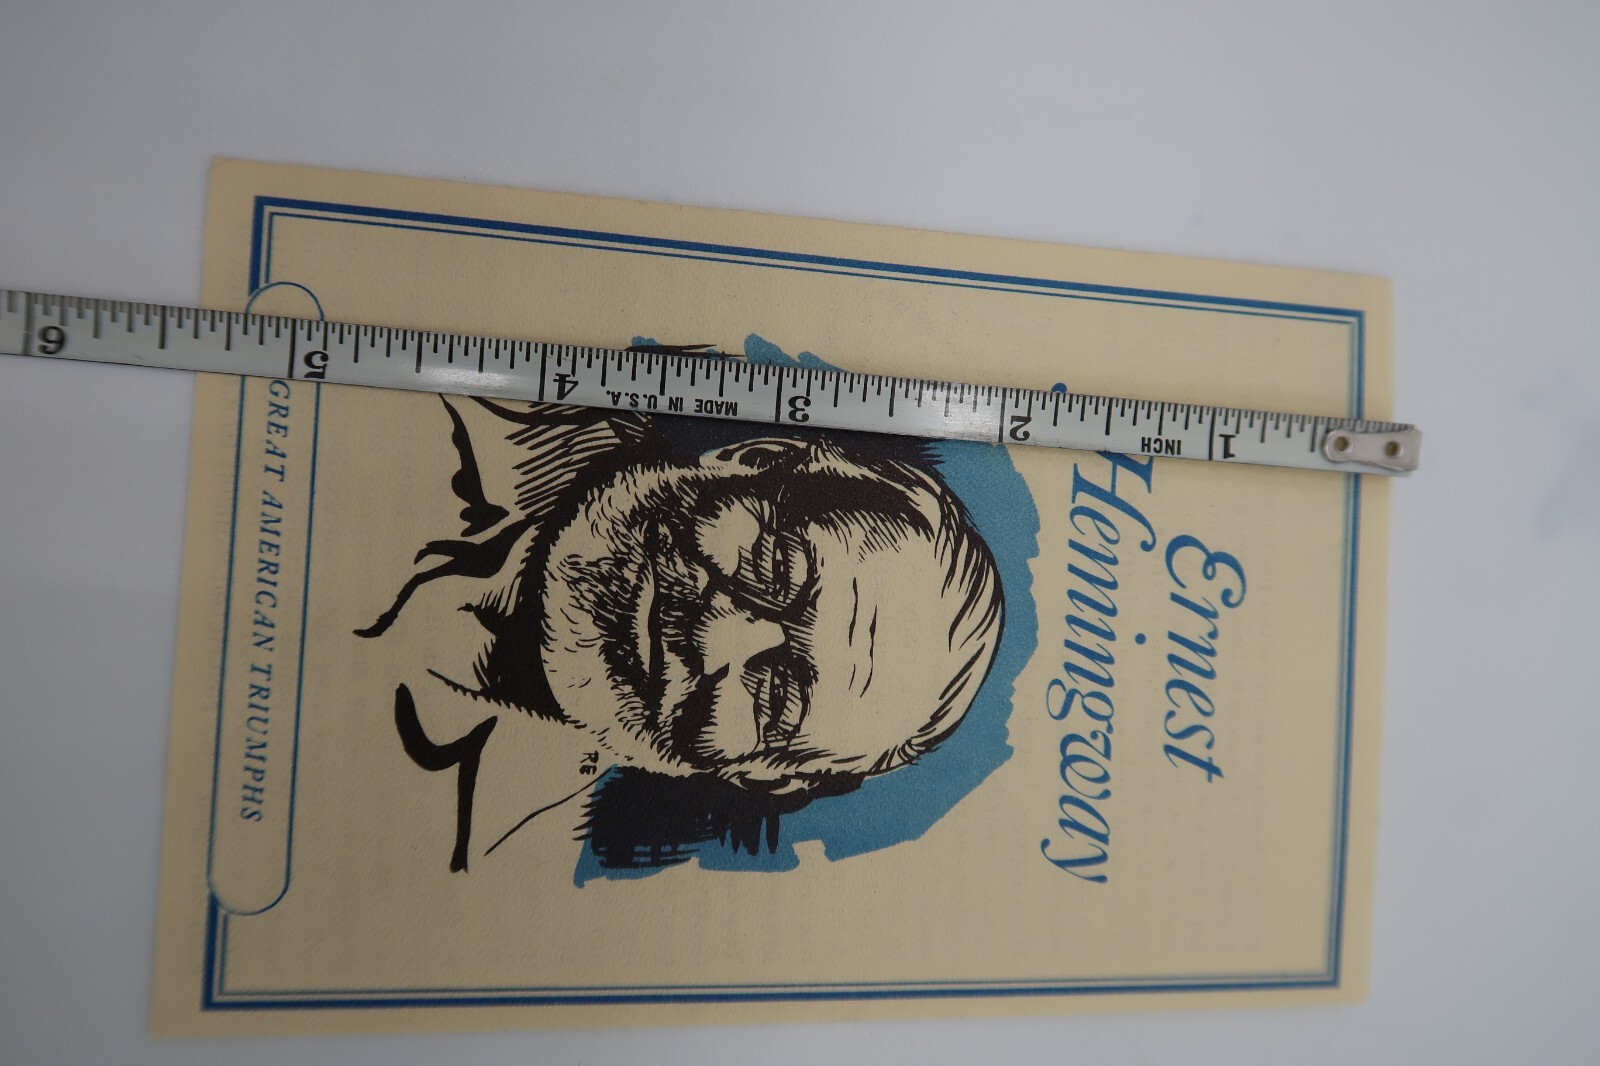 Ernest
Hemingway
RE
GREAT AMERICAN TRIUMPHS
1
INCH
2
3
MADE IN U.S.A.
4
5
6